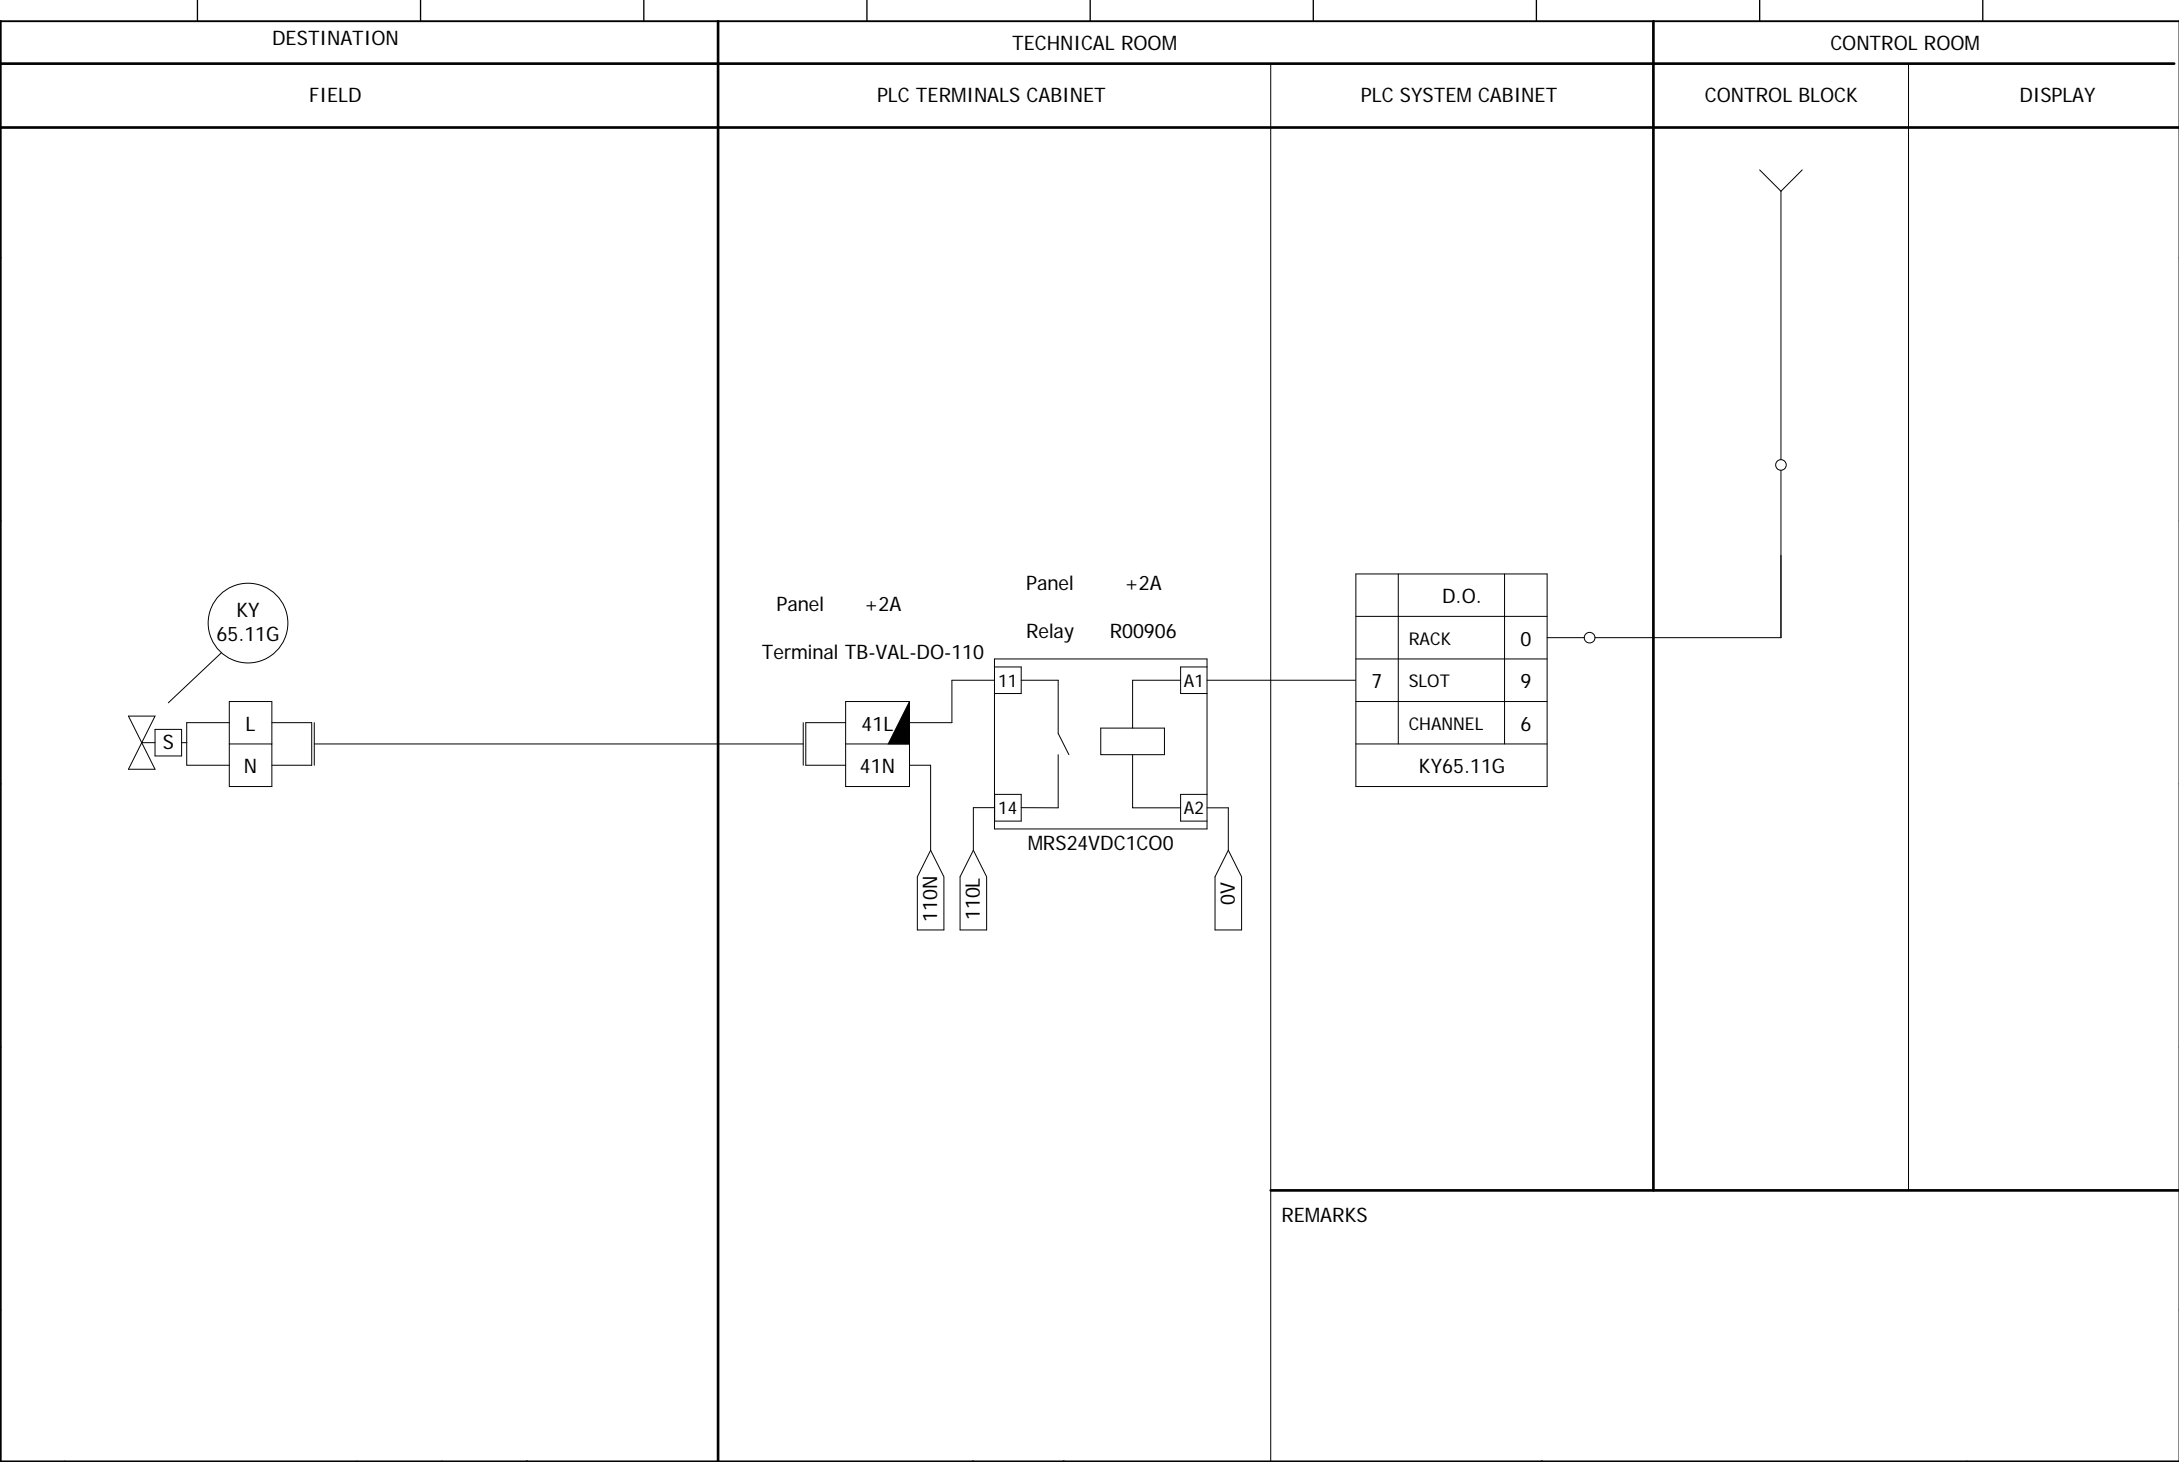 DESTINATION
TECHNICAL ROOM
CONTROL ROOM
FIELD
PLC TERMINALS CABINET
PLC SYSTEM CABINET
CONTROL BLOCK
DISPLAY
KY
65.11G
S
L
N
Panel +2A
Terminal TB-VAL-DO-110
41L
41N
110N
110L
Panel +2A
Relay R00906
11
A1
14
A2
MRS24VDC1CO0
0V
D.O.
RACK 0
7 SLOT 9
CHANNEL 6
KY65.11G
REMARKS